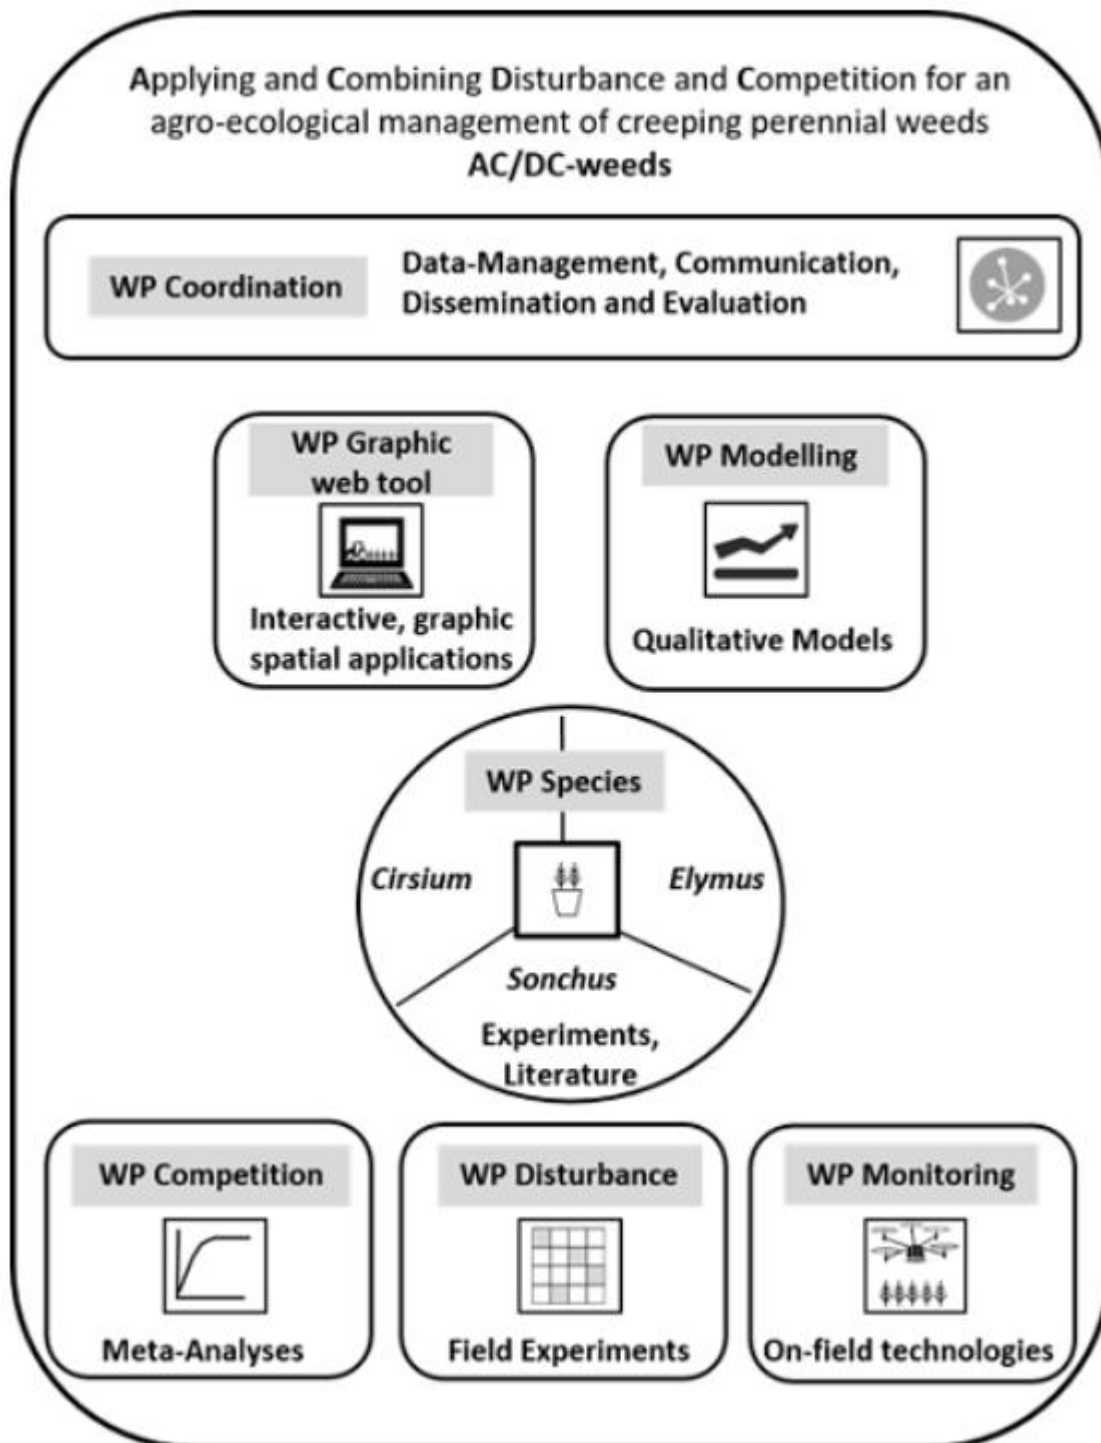 Applying and Combining Disturbance and Competition for an
agro-ecological management of creeping perennial weeds
AC/DC-weeds
WP Coordination
Data-Management, Communication,
Dissemination and Evaluation
WP Graphic
web tool
Interactive, graphic
spatial applications
WP Modelling
Qualitative Models
WP Species
Cirsium
Elymus
Sonchus
Experiments,
Literature
WP Competition
Meta-Analyses
WP Disturbance
Field Experiments
WP Monitoring
On-field technologies